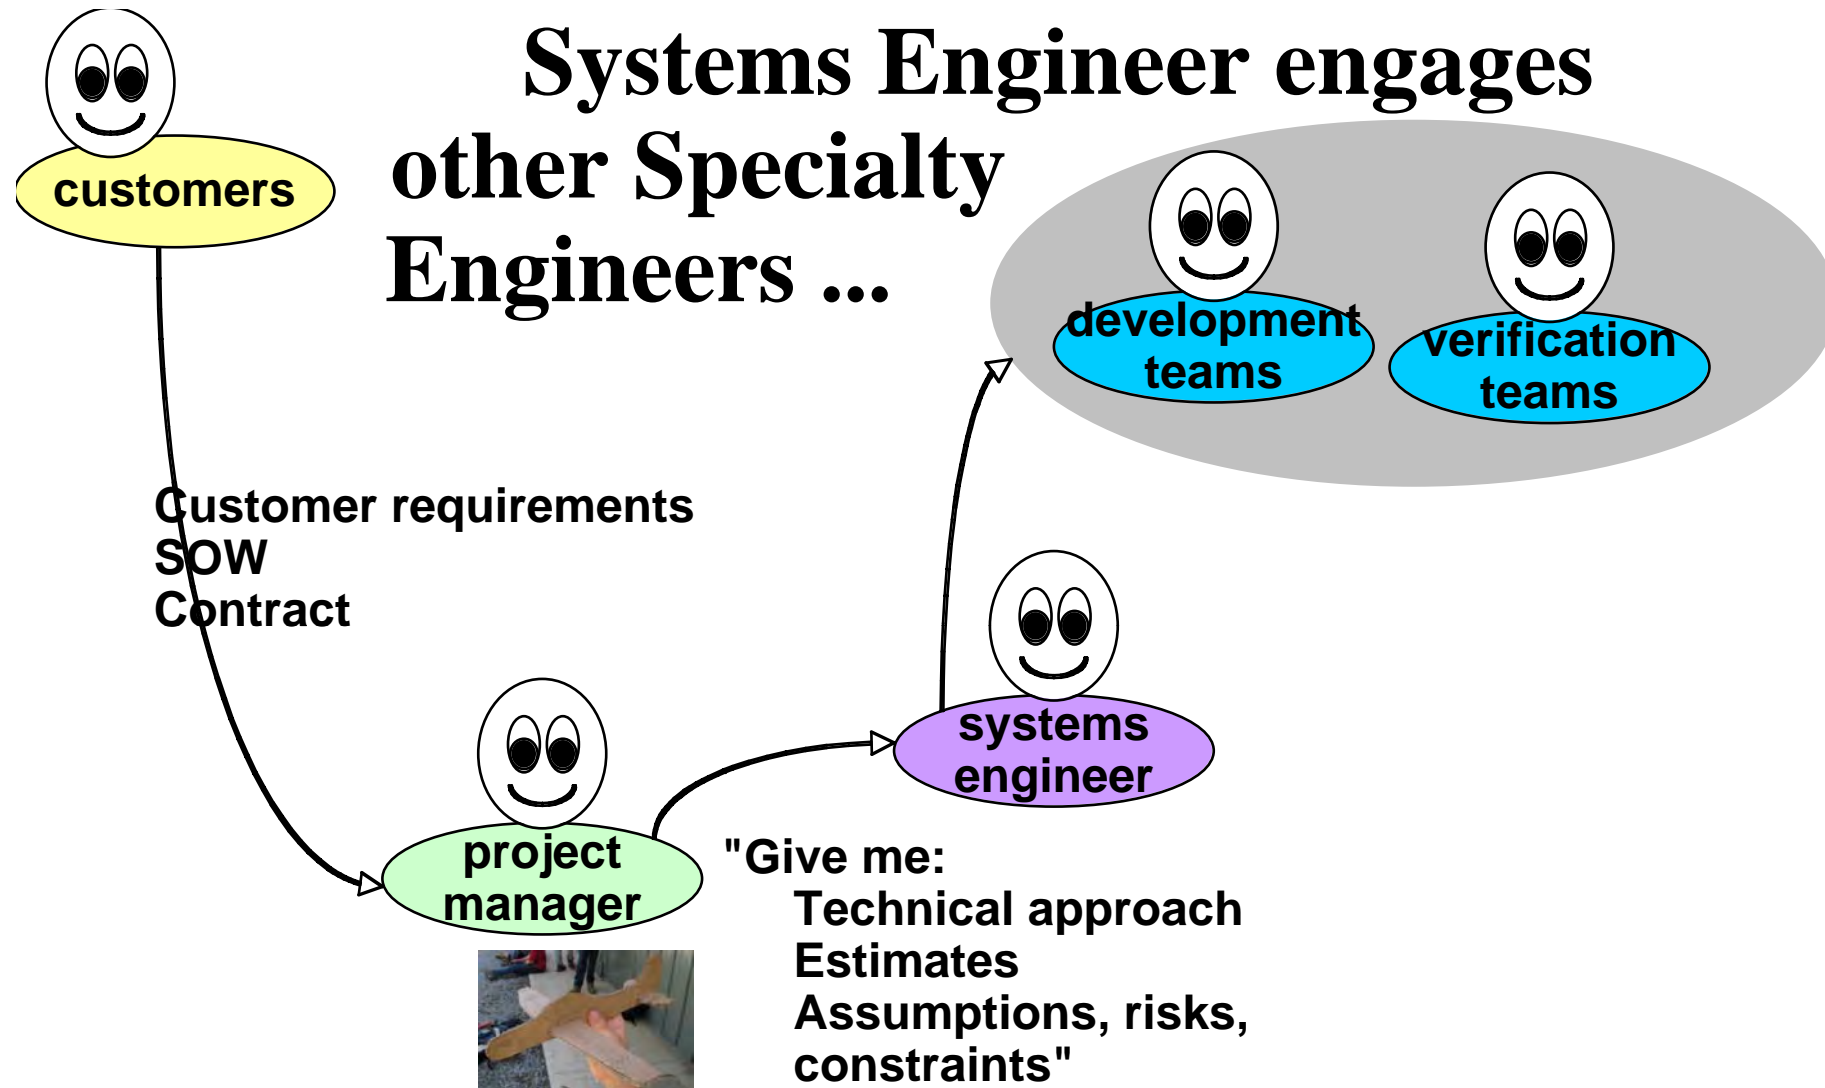 Systems Engineer engages
other Specialty
Engineers ...
customers
development
teams
verification
teams
Customer requirements
SOW
Contract
systems
engineer
project
manager
"Give me:
Technical approach
Estimates
Assumptions, risks,
constraints"